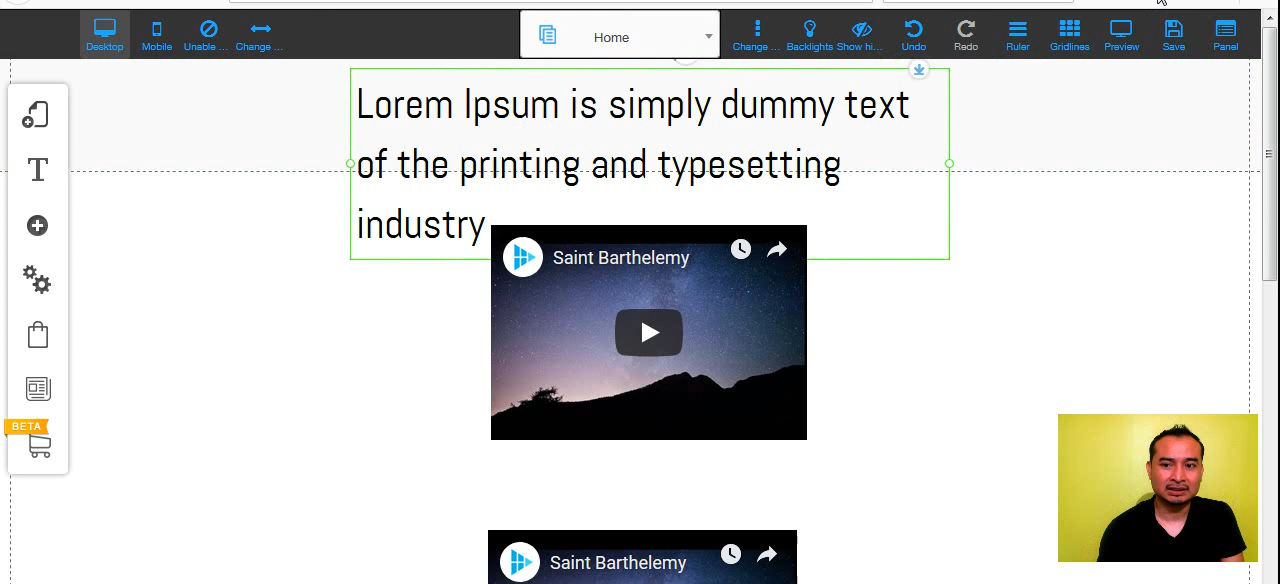 Desktop
Mobile
Unable ...
Change ...
Home
Change ...
Backlights
Show hi...
Undo
Redo
Ruler
Gridlines
Preview
Save
Panel
Lorem Ipsum is simply dummy text
of the printing and typesetting
industry
T
Saint Barthelemy
BETA
Saint Barthelemy